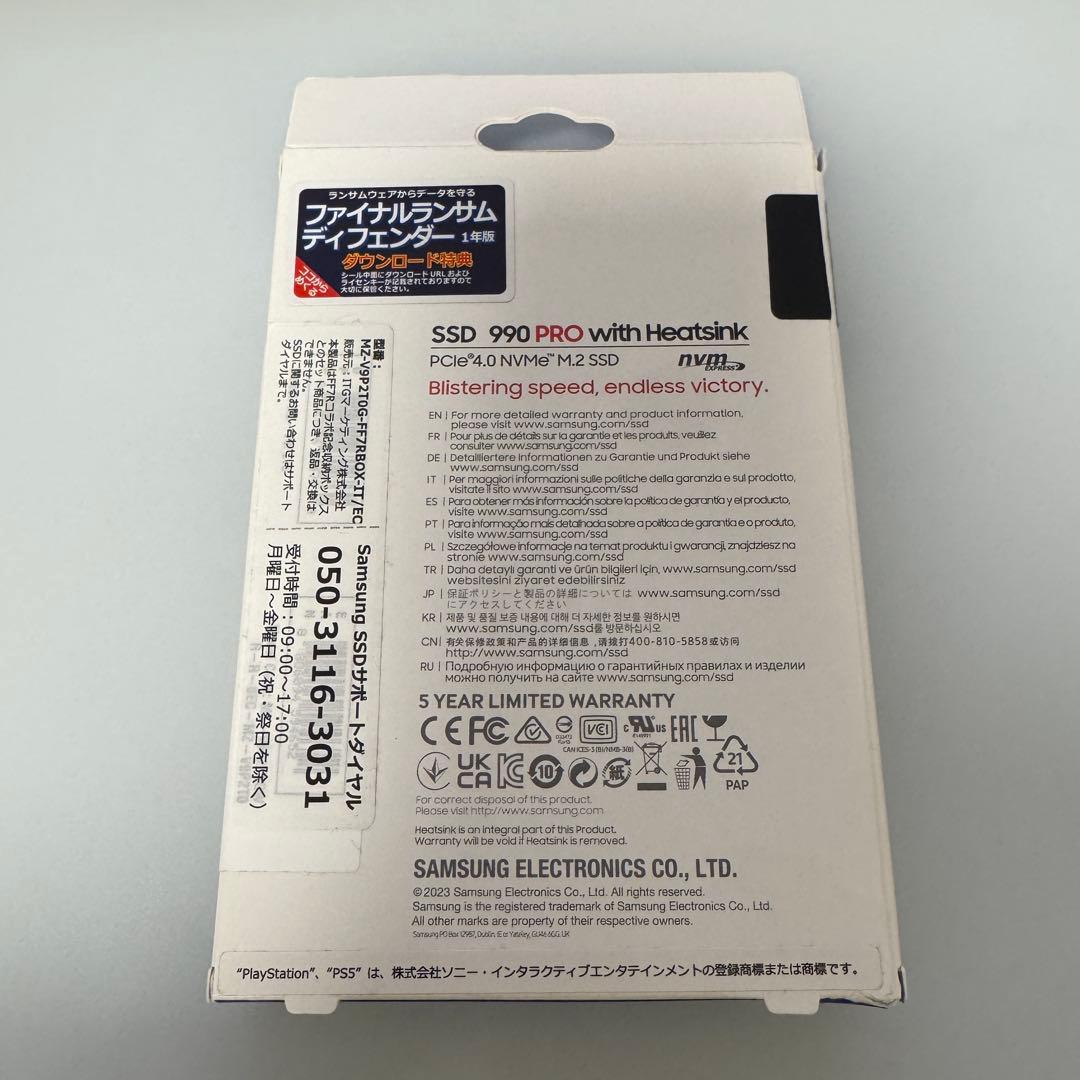 ランサムウェアからデータを守る
ファイナルランサム
ディフェンダー 1年版
ダウンロード特典
シール中面にダウンロード URL および
ライセンスキーが記載されておりますので
大切に保管ください。
ココから
めくる
型番：
MZ-V9P2T0G-FF7RBOX-IT/EC
販売元：ITGマーケティング株式会社
本製品はFF7Rコラボ記念収納ボックス
とのセット商品につき、返品・交換は
できません。
SSDに関するお問い合わせはサポート
ダイヤルまで。
Samsung SSDサポートダイヤル
050-3116-3031
受付時間：09:00～17:00
月曜日～金曜日（祝・祭日を除く）
SSD 990 PRO with Heatsink
PCIe®4.0 NVMe™ M.2 SSD
nvm
EXPRESS
Blistering speed, endless victory.
EN | For more detailed warranty and product information,
please visit www.samsung.com/ssd
FR | Pour plus de détails sur la garantie et les produits, veuillez
consulter www.samsung.com/ssd
DE | Detailliertere Informationen zu Garantie und Produkt siehe
www.samsung.com/ssd
IT | Per maggiori informazioni sulle politiche della garanzia e sul prodotto,
visitate il sito www.samsung.com/ssd
ES | Para obtener más información sobre la política de garantía y el producto,
visite www.samsung.com/ssd
PT | Para informação mais detalhada sobre a política de garantia e o produto,
visite www.samsung.com/ssd
PL | Szczegółowe informacje na temat produktu i gwarancji, znajdziesz na
stronie www.samsung.com/ssd
TR | Daha detaylı garanti ve ürün bilgileri için, www.samsung.com/ssd
websitesini ziyaret edebilirsiniz
JP | 保証ポリシーと製品の詳細については www.samsung.com/ssd
にアクセスしてください
KR | 제품 및 품질 보증 내용에 대해 더 자세한 정보를 원하시면
www.samsung.com/ssd를 방문하십시오
CN | 有关保修政策和产品的详细信息，请拨打400-810-5858或访问
http://www.samsung.com/ssd
RU | Подробную информацию о гарантийных правилах и изделии
можно получить на сайте www.samsung.com/ssd
5 YEAR LIMITED WARRANTY
CE FC VCI c RU us EAC
CAN ICES-3 (B)/NMB-3(B)
UK
CA
10
紙
21
PAP
For correct disposal of this product.
Please visit http://www.samsung.com
Heatsink is an integral part of this Product.
Warranty will be void if Heatsink is removed.
SAMSUNG ELECTRONICS CO., LTD.
© 2023 Samsung Electronics Co., Ltd. All rights reserved.
Samsung is the registered trademark of Samsung Electronics Co., Ltd.
All other marks are property of their respective owners.
Samsung PO Box 12987, Dublin. IE or Yateley, GU46 6GG. UK
"PlayStation"、"PS5" は、株式会社ソニー・インタラクティブエンタテインメントの登録商標または商標です。